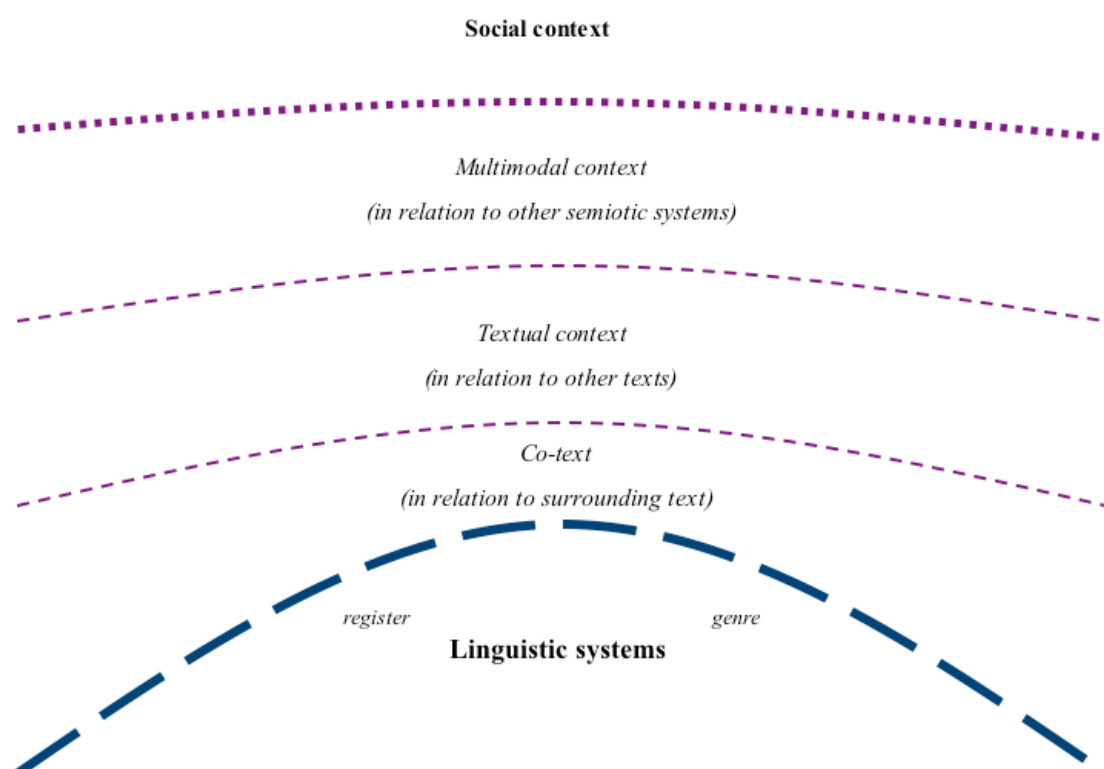 Social context
Multimodal context
(in relation to other semiotic systems)
Textual context
(in relation to other texts)
Co-text
(in relation to surrounding text)
register genre
Linguistic systems